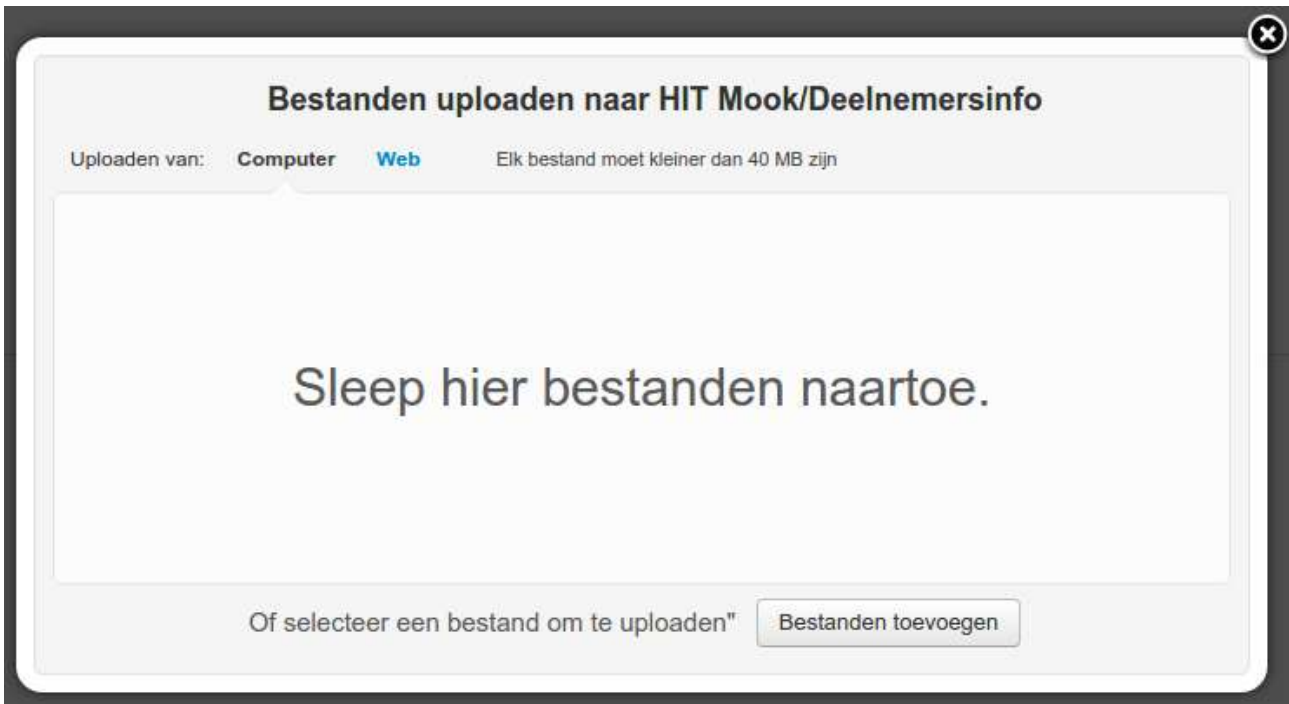 Bestanden uploaden naar HIT Mook/Deelnemersinfo
Uploaden van: Computer Web Elk bestand moet kleiner dan 40 MB zijn
Sleep hier bestanden naartoe.
Of selecteer een bestand om te uploaden" Bestanden toevoegen